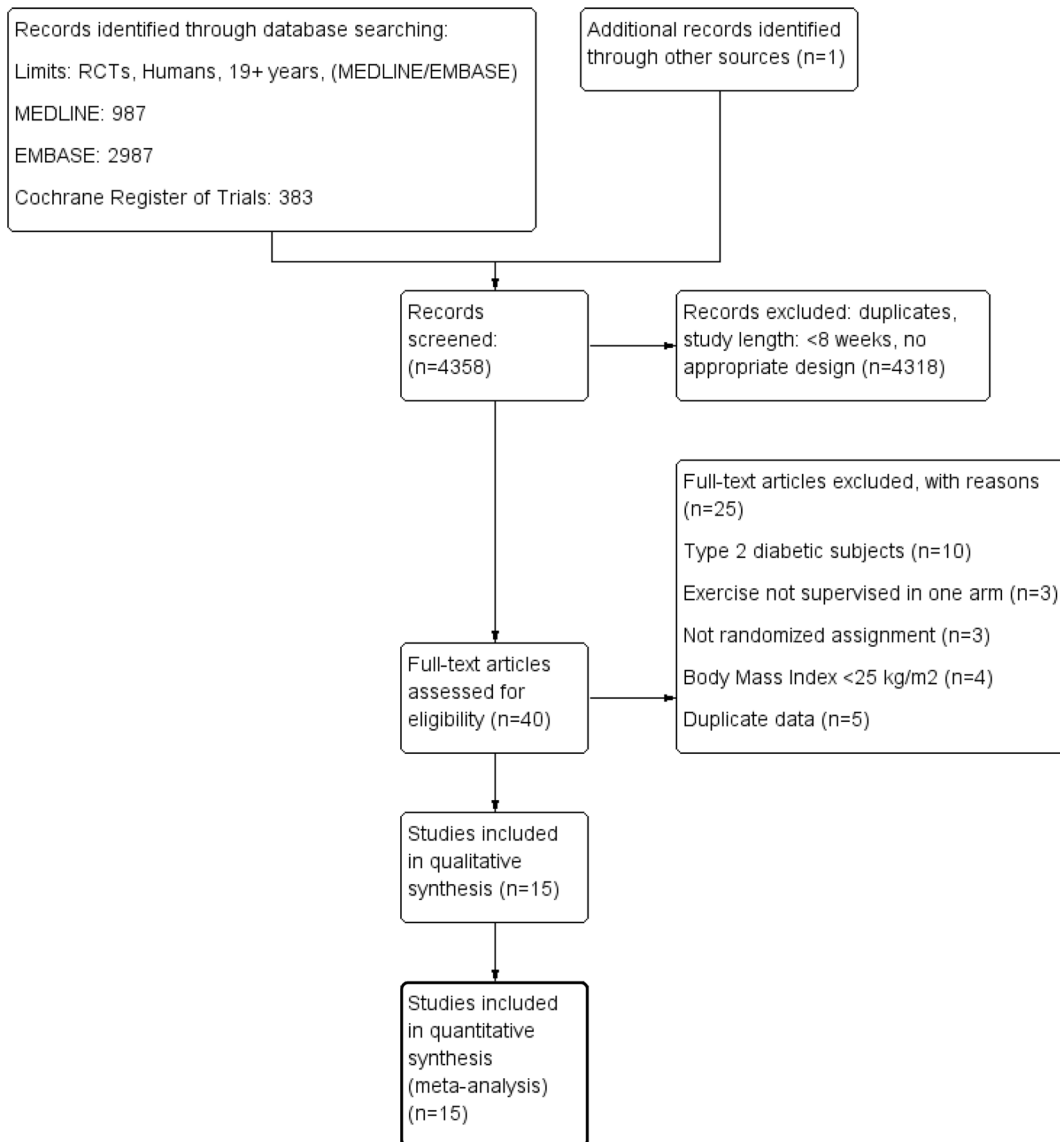 Records identified through database searching:
Limits: RCTs, Humans, 19+ years, (MEDLINE/EMBASE)
MEDLINE: 987
EMBASE: 2987
Cochrane Register of Trials: 383
Additional records identified
through other sources (n=1)
Records
screened:
(n=4358)
Records excluded: duplicates,
study length: <8 weeks, no
appropriate design (n=4318)
Full-text articles excluded, with reasons
(n=25)
Type 2 diabetic subjects (n=10)
Exercise not supervised in one arm (n=3)
Not randomized assignment (n=3)
Body Mass Index <25 kg/m2 (n=4)
Duplicate data (n=5)
Full-text articles
assessed for
eligibility (n=40)
Studies included
in qualitative
synthesis (n=15)
Studies included
in quantitative
synthesis
(meta-analysis)
(n=15)